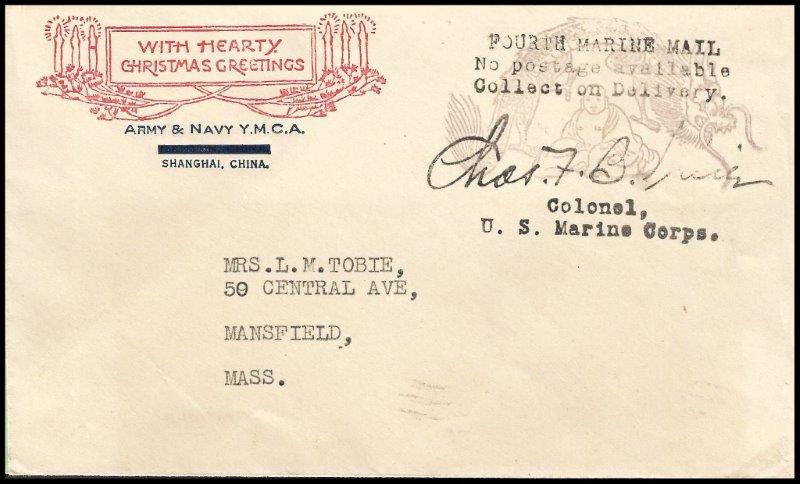 WITH HEARTY
CHRISTMAS GREETINGS
ARMY & NAVY Y.M.C.A.
SHANGHAI, CHINA.
FOURTH MARINE MAIL
No postage available
Collect on Delivery.
Chas. F. B.
Colonel,
U. S. Marine Corps.
MRS.L.M.TOBIE,
59 CENTRAL AVE,
MANSFIELD,
MASS.